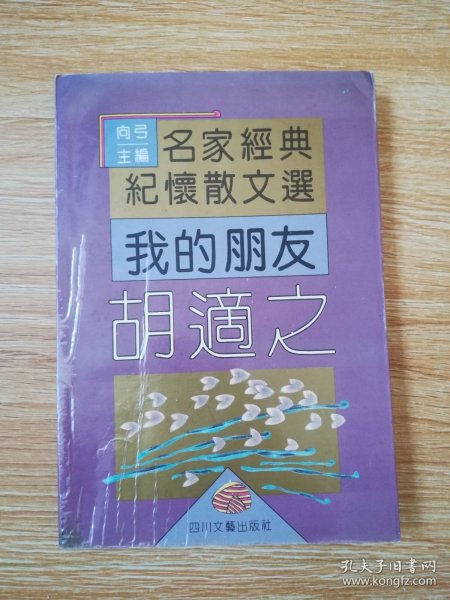 向弓
主編
名家經典
紀懷散文選
我的朋友
胡適之
四川文藝出版社
孔夫子旧书网
www.kongfz.com